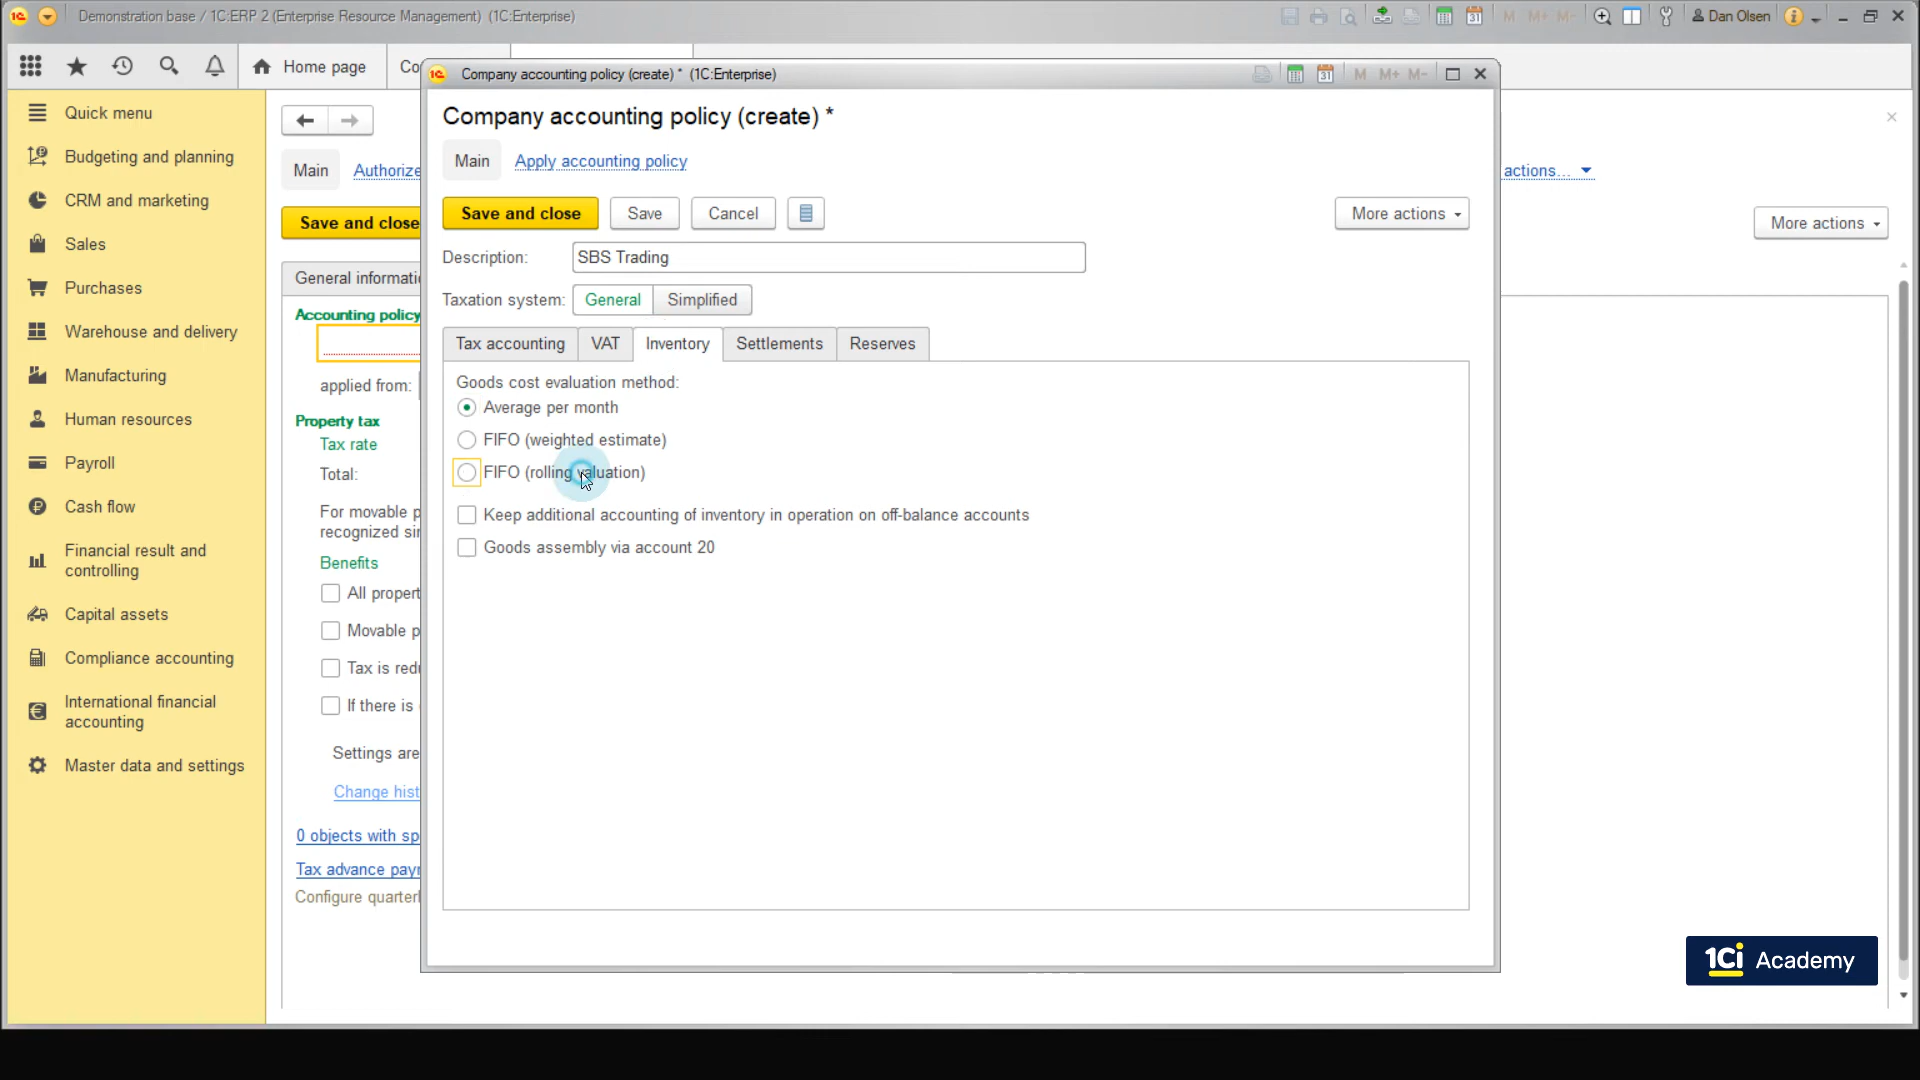 Demonstration base / 1C:ERP 2 (Enterprise Resource Management) (1C:Enterprise)
M M+ M-
Dan Olsen
Home page
Co
Company accounting policy (create) * (1C:Enterprise)
M M+ M-
Quick menu
Budgeting and planning
CRM and marketing
Sales
Purchases
Warehouse and delivery
Manufacturing
Human resources
Payroll
Cash flow
Financial result and
controlling
Capital assets
Compliance accounting
International financial
accounting
Master data and settings
Main Authorize
Save and close
General informatio
Accounting policy
applied from:
Property tax
Tax rate
Total:
For movable p
recognized si
Benefits
All propert
Movable p
Tax is redu
If there is
Settings are
Change hist
0 objects with sp
Tax advance payr
Configure quarterl
Company accounting policy (create) *
Main Apply accounting policy
Save and close Save Cancel More actions
Description: SBS Trading
Taxation system: General Simplified
Tax accounting VAT Inventory Settlements Reserves
Goods cost evaluation method:
Average per month
FIFO (weighted estimate)
FIFO (rolling valuation)
Keep additional accounting of inventory in operation on off-balance accounts
Goods assembly via account 20
actions...
More actions
1Ci Academy